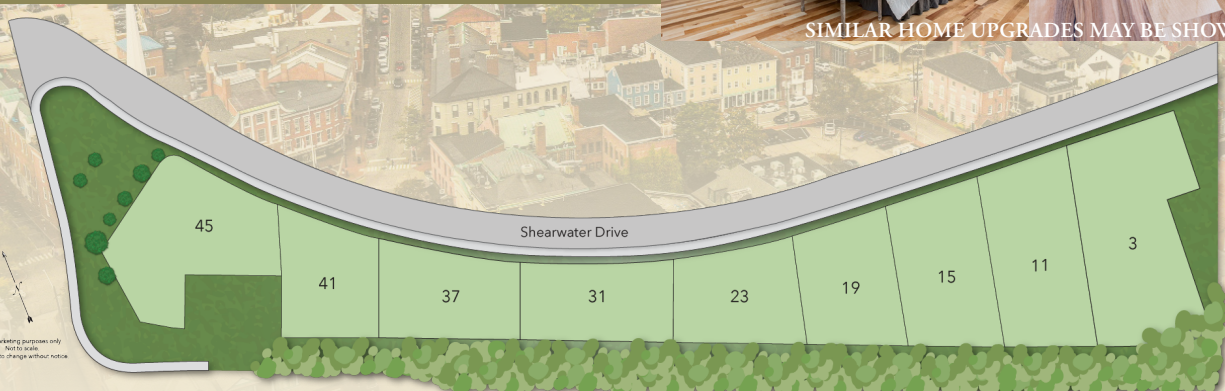 SIMILAR HOME UPGRADES MAY BE SHOW
Shearwater Drive
45
41
37
31
23
19
15
11
3
N
rketing purposes only.
Not to scale.
to change without notice.